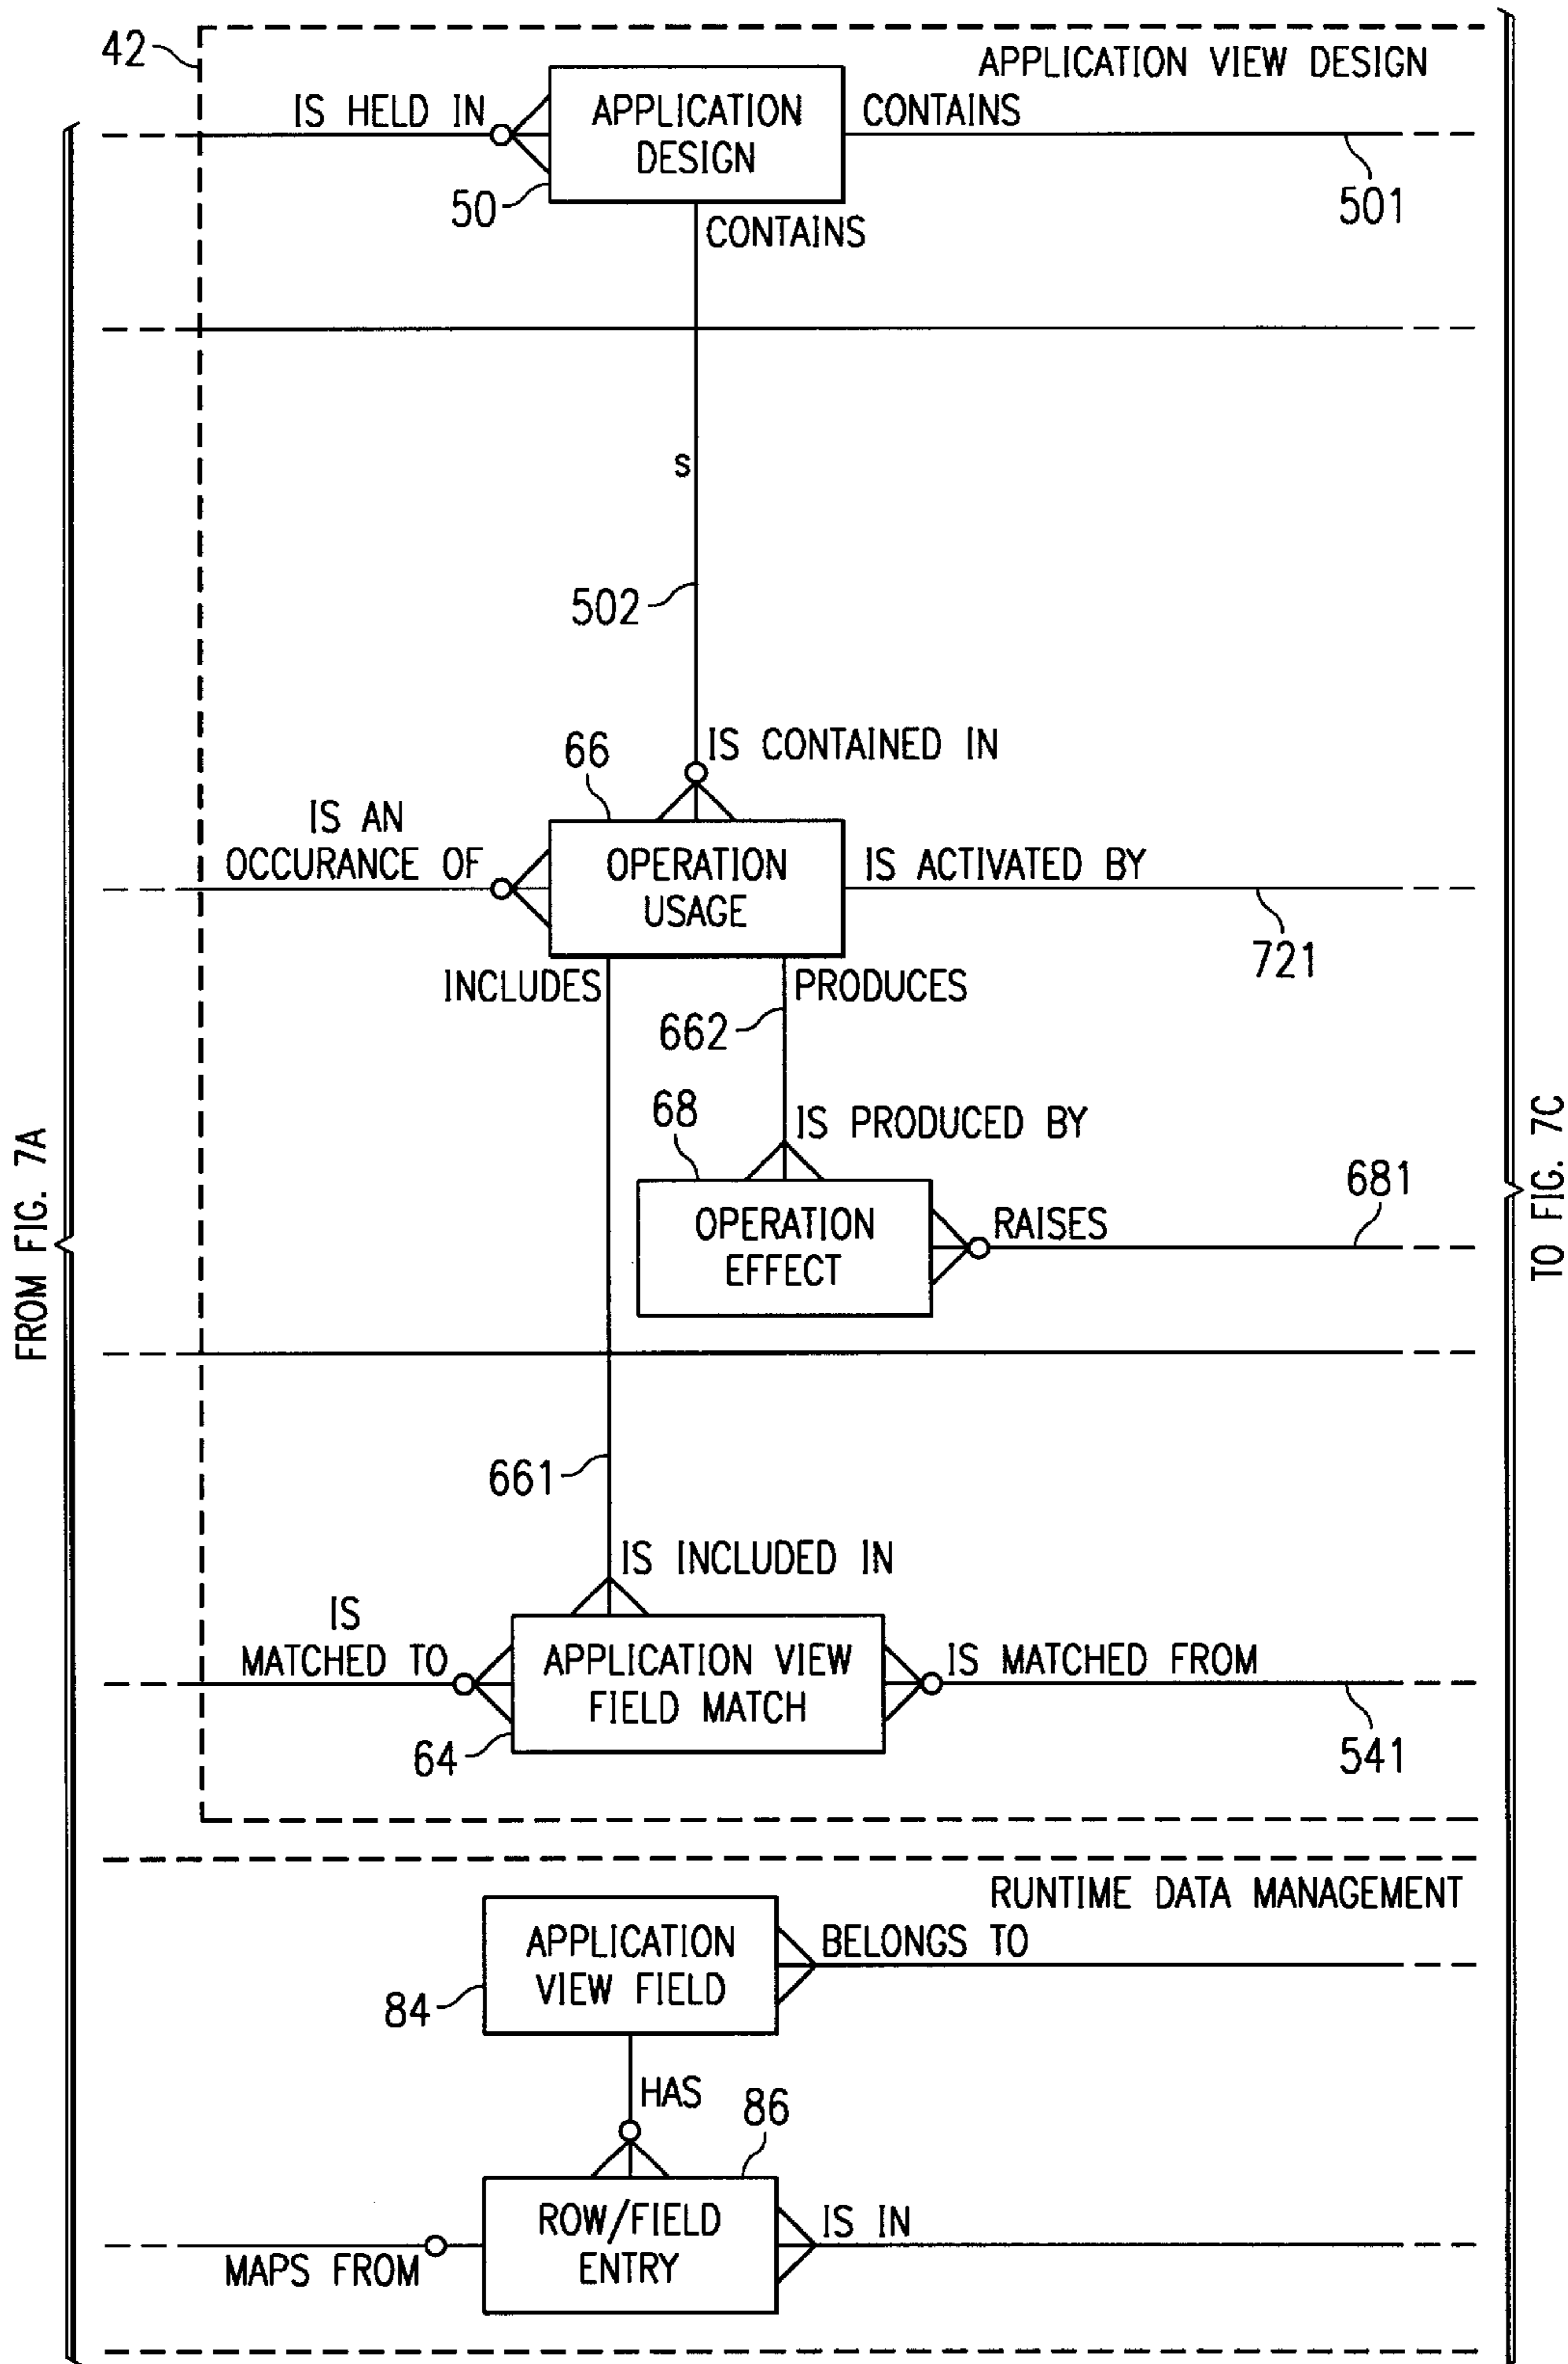 42
APPLICATION VIEW DESIGN
IS HELD IN
APPLICATION
DESIGN
CONTAINS
50
501
CONTAINS
S
502
IS CONTAINED IN
66
IS AN
OCCURANCE OF
OPERATION
USAGE
IS ACTIVATED BY
721
INCLUDES
PRODUCES
662
68
IS PRODUCED BY
OPERATION
EFFECT
RAISES
681
FROM FIG. 7A
TO FIG. 7C
661
IS INCLUDED IN
IS
MATCHED TO
APPLICATION VIEW
FIELD MATCH
IS MATCHED FROM
64
541
RUNTIME DATA MANAGEMENT
APPLICATION
VIEW FIELD
BELONGS TO
84
HAS
86
ROW/FIELD
ENTRY
IS IN
MAPS FROM